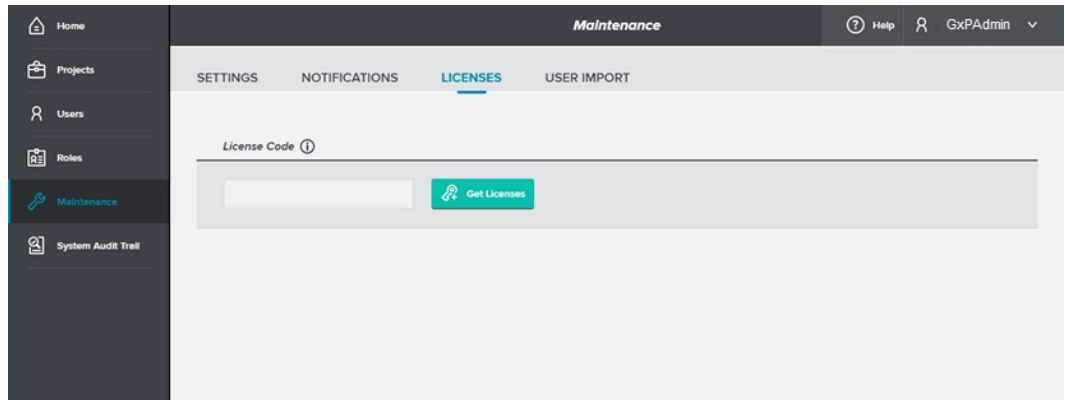 Home
Maintenance
Help
GxPAdmin
Projects
SETTINGS NOTIFICATIONS LICENSES USER IMPORT
Users
License Code
Roles
Maintenance
Get Licenses
System Audit Trail